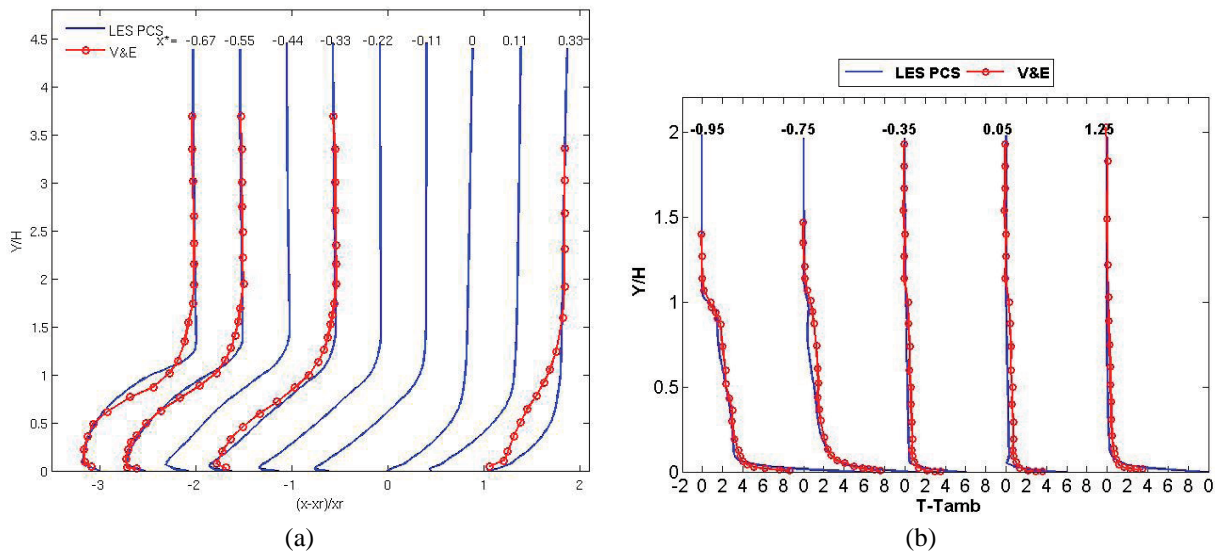 LES PCS
V&E
x*= -0.67 -0.55 -0.44 -0.33 -0.22 -0.11 0 0.11 0.33
4.5
4
3.5
3
2.5
2
1.5
1
0.5
0
Y/H
-3 -2 -1 0 1 2
(x-xr)/xr
(a)
LES PCS V&E
-0.95 -0.75 -0.35 0.05 1.25
2
1.5
1
0.5
0
Y/H
-2 0 2 4 6 8 0 2 4 6 8 0 2 4 6 8 0 2 4 6 8 0 2 4 6 8 0
T-Tamb
(b)